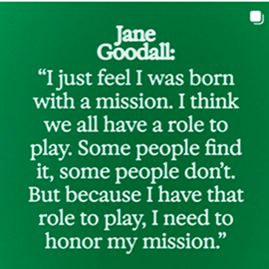 Jane
Goodall:
“I just feel I was born
with a mission. I think
we all have a role to
play. Some people find
it, some people don’t.
But because I have that
role to play, I need to
honor my mission.”